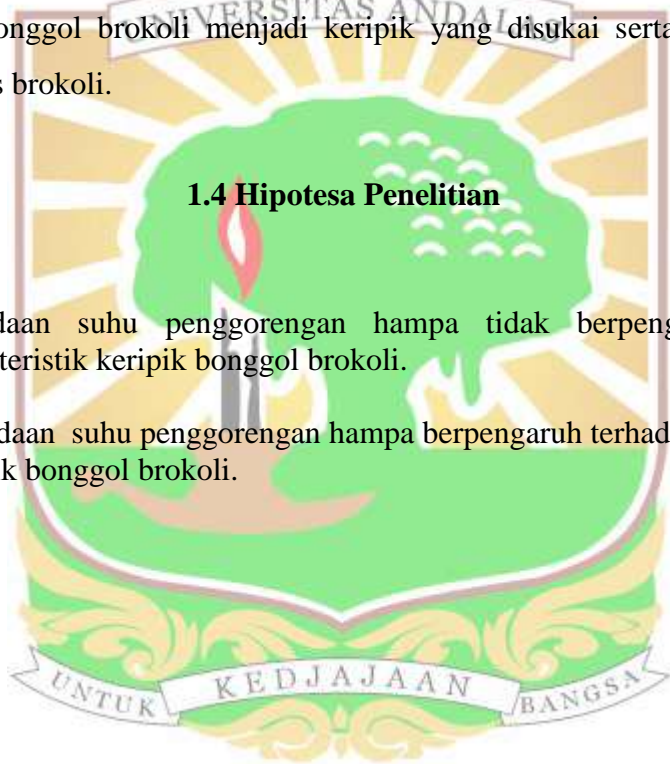 onggol brokoli menjadi keripik yang disukai serta
UNIVERSITAS ANDALAS
s brokoli.
1.4 Hipotesa Penelitian
daan suhu penggorengan hampa tidak berpeng
teristik keripik bonggol brokoli.
daan suhu penggorengan hampa berpengaruh terhad
k bonggol brokoli.
UNTUK KEDJAJAAN BANGSA